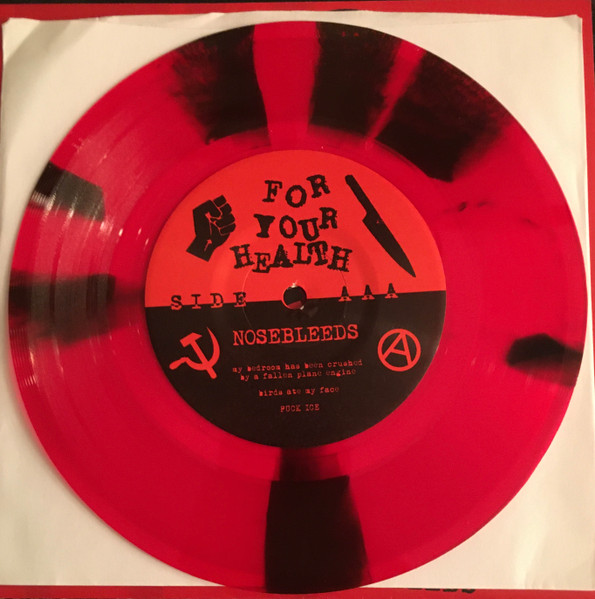 FOR
YOUR
HEALTH
SIDE AAA
NOSEBLEEDS
my bedroom has been crushed
by a fallen plane engine
birds ate my face
FUCK ICE